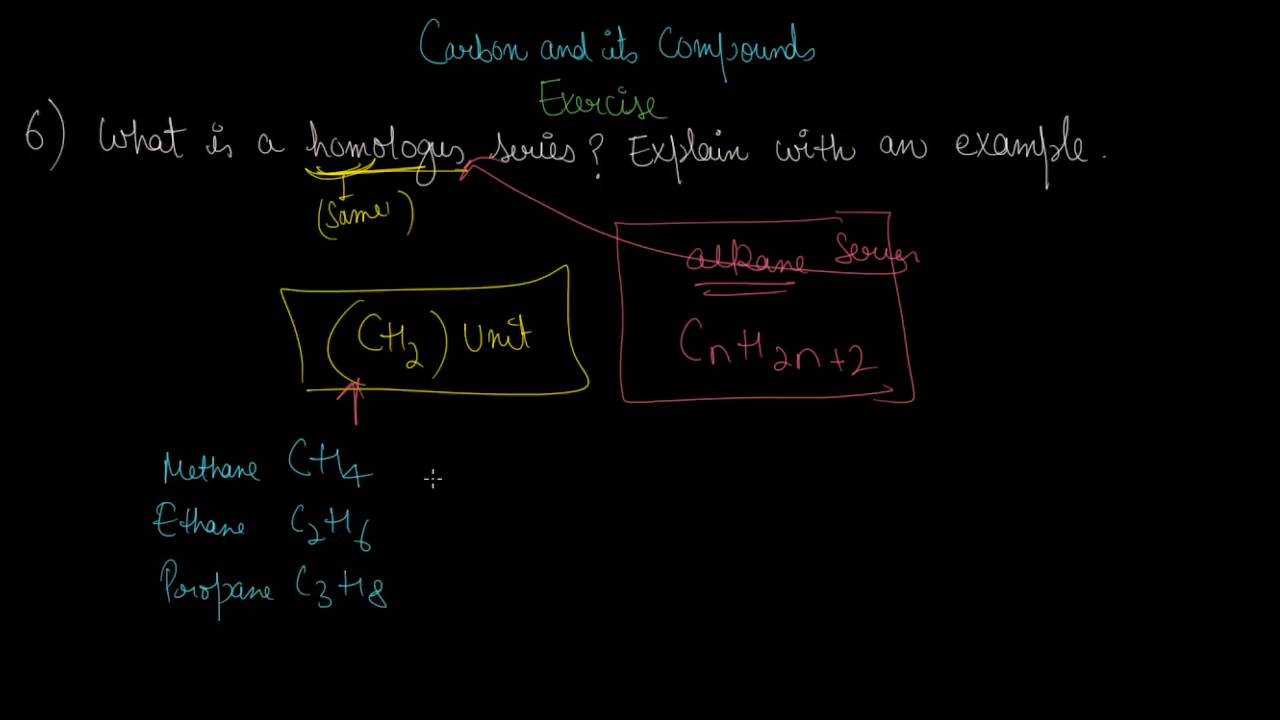 Carbon and its Compounds
Exercise
6) What is a homologus series? Explain with an example.
(Same)
alkane Series
(CH2) Unit
CnH2n+2
Methane CH4
Ethane C2H6
Propane C3H8